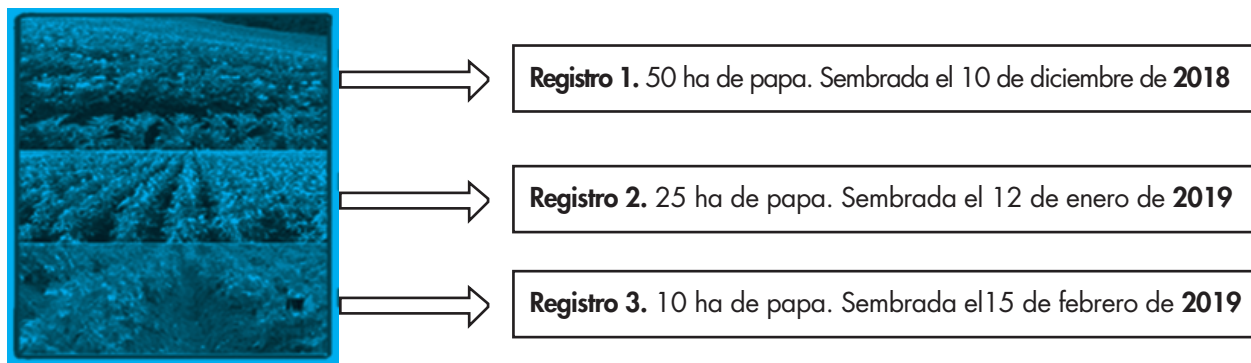 Registro 1. 50 ha de papa. Sembrada el 10 de diciembre de 2018
Registro 2. 25 ha de papa. Sembrada el 12 de enero de 2019
Registro 3. 10 ha de papa. Sembrada el15 de febrero de 2019